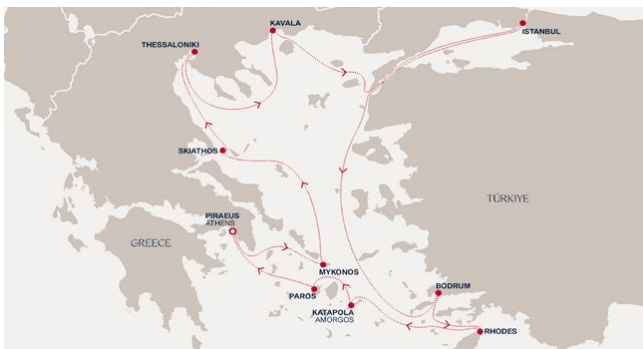 KAVALA
ISTANBUL
THESSALONIKI
SKIATHOS
TÜRKIYE
PIRAEUS
ATHENS
GREECE
MYKONOS
BODRUM
PAROS
KATAPOLA
AMORGOS
RHODES